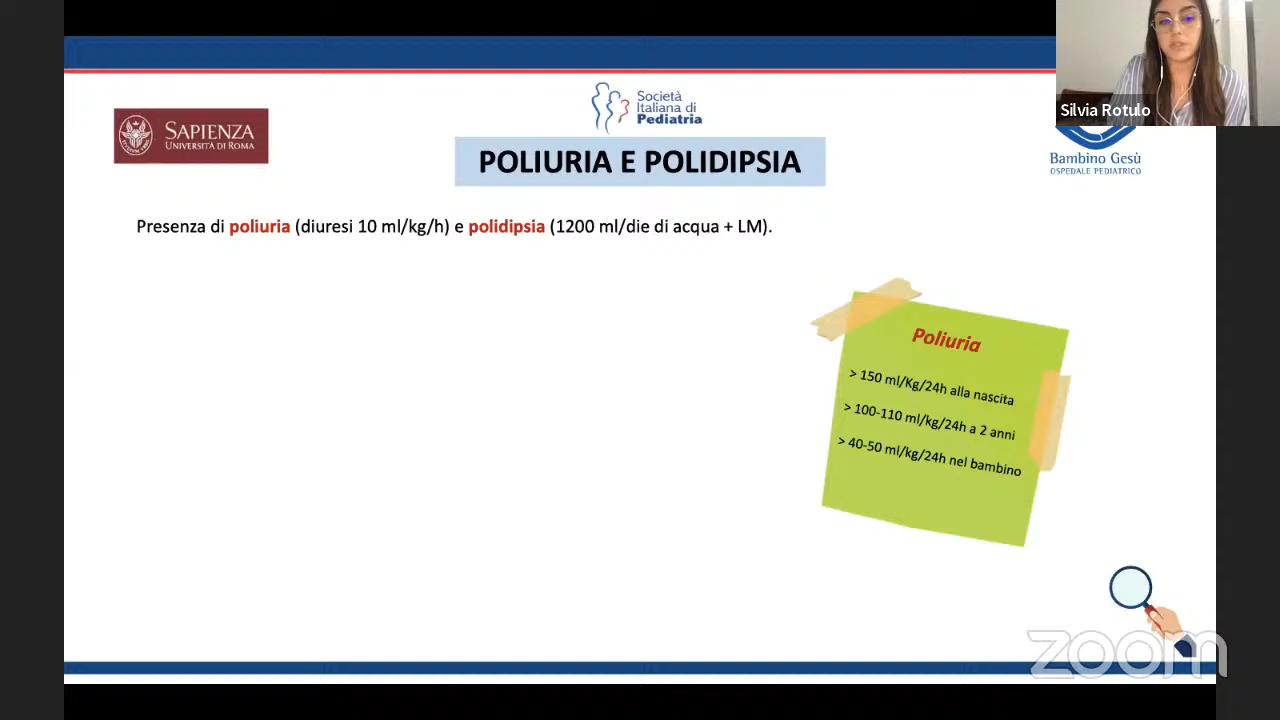 Silvia Rotulo
Società
Italiana di
Pediatria
SAPIENZA
UNIVERSITÀ DI ROMA
Bambino Gesù
OSPEDALE PEDIATRICO
POLIURIA E POLIDIPSIA
Presenza di poliuria (diuresi 10 ml/kg/h) e polidipsia (1200 ml/die di acqua + LM).
Poliuria
> 150 ml/Kg/24h alla nascita
> 100-110 ml/kg/24h a 2 anni
> 40-50 ml/kg/24h nel bambino
zoom